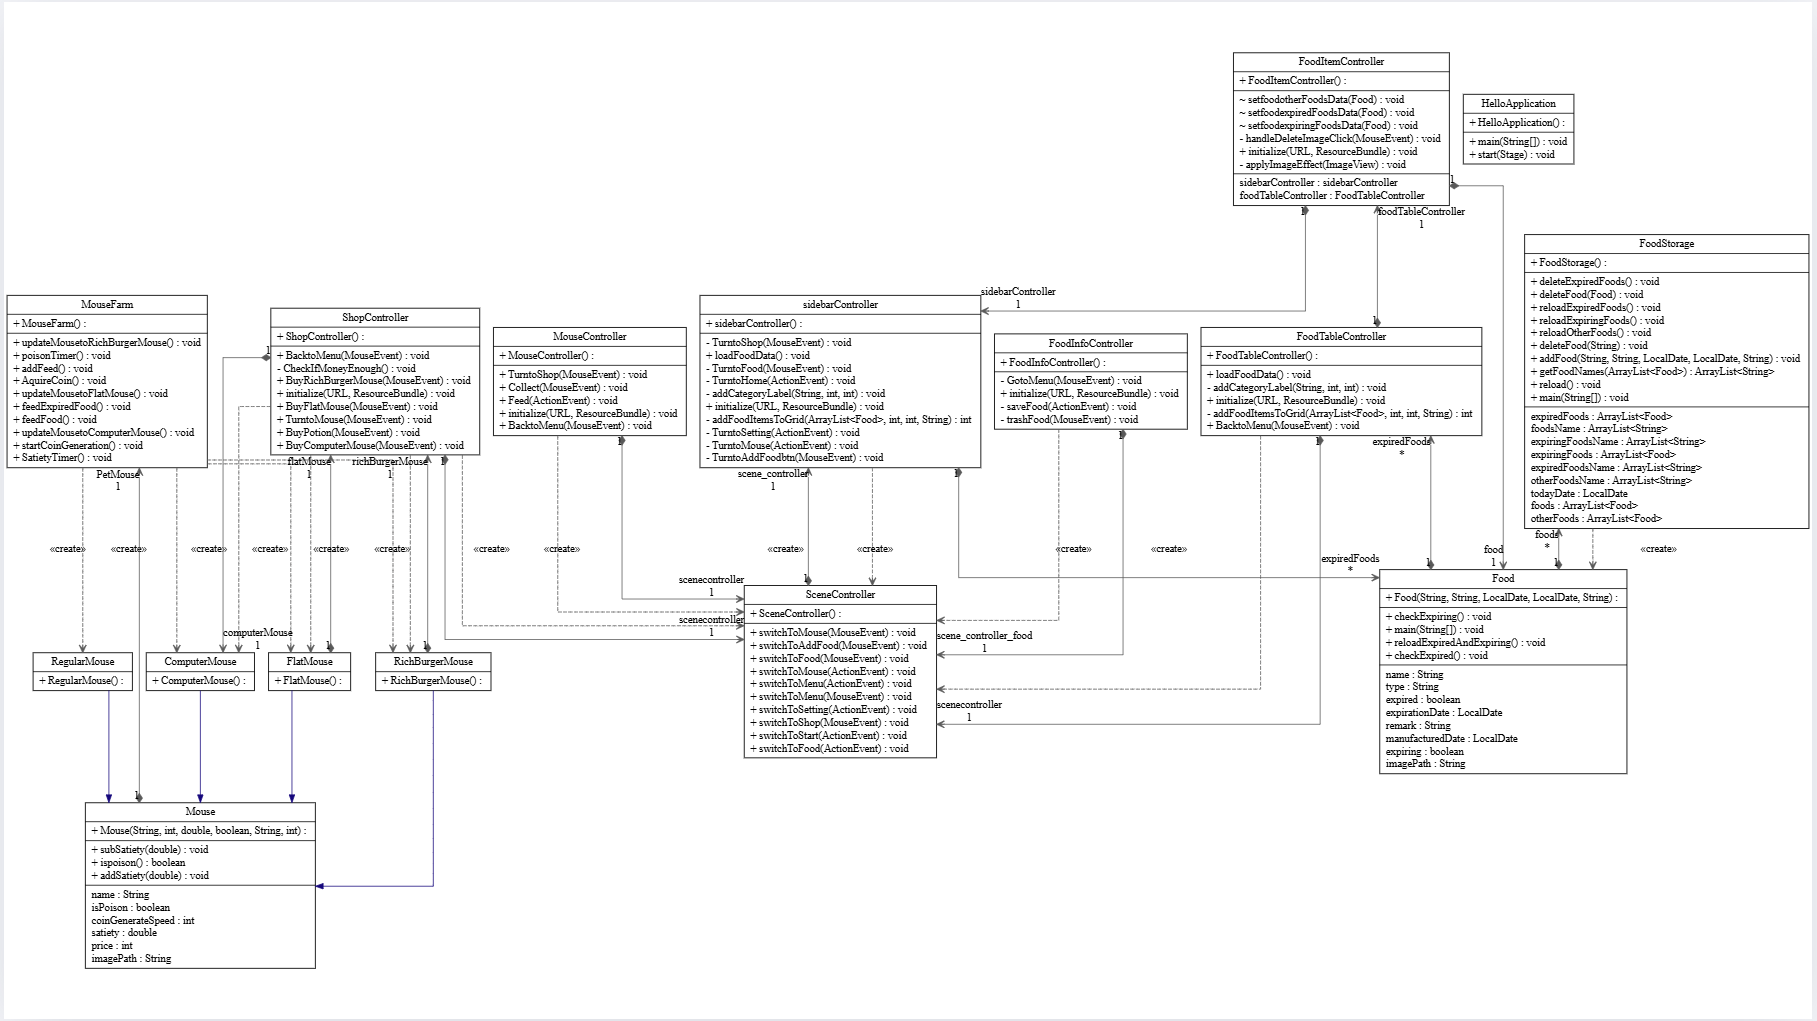 FoodItemController
+ FoodItemController() :
~ setfoodotherFoodsData(Food) : void
~ setfoodexpiredFoodsData(Food) : void
~ setfoodexpiringFoodsData(Food) : void
- handleDeleteImageClick(MouseEvent) : void
+ initialize(URL, ResourceBundle) : void
- applyImageEffect(ImageView) : void
sidebarController : sidebarController
foodTableController : FoodTableController
1
1
foodTableController
1
HelloApplication
+ HelloApplication() :
+ main(String[]) : void
+ start(Stage) : void
FoodStorage
+ FoodStorage() :
+ deleteExpiredFoods() : void
+ deleteFood(Food) : void
+ reloadExpiredFoods() : void
+ reloadExpiringFoods() : void
+ reloadOtherFoods() : void
+ deleteFood(String) : void
+ addFood(String, String, LocalDate, LocalDate, String) : void
+ getFoodNames(ArrayList<Food>) : ArrayList<String>
+ reload() : void
+ main(String[]) : void
expiredFoods : ArrayList<Food>
foodsName : ArrayList<String>
expiringFoodsName : ArrayList<String>
expiringFoods : ArrayList<Food>
expiredFoodsName : ArrayList<String>
otherFoodsName : ArrayList<String>
todayDate : LocalDate
foods : ArrayList<Food>
otherFoods : ArrayList<Food>
MouseFarm
+ MouseFarm() :
+ updateMousetoRichBurgerMouse() : void
+ poisonTimer() : void
+ addFeed() : void
+ AquireCoin() : void
+ updateMousetoFlatMouse() : void
+ feedExpiredFood() : void
+ feedFood() : void
+ updateMousetoComputerMouse() : void
+ startCoinGeneration() : void
+ SatietyTimer() : void
ShopController
+ ShopController() :
1
+ BacktoMenu(MouseEvent) : void
- CheckIfMoneyEnough() : void
+ BuyRichBurgerMouse(MouseEvent) : void
+ initialize(URL, ResourceBundle) : void
+ BuyFlatMouse(MouseEvent) : void
+ TurntoMouse(MouseEvent) : void
+ BuyPotion(MouseEvent) : void
+ BuyComputerMouse(MouseEvent) : void
MouseController
+ MouseController() :
+ TurntoShop(MouseEvent) : void
+ Collect(MouseEvent) : void
+ Feed(ActionEvent) : void
+ initialize(URL, ResourceBundle) : void
+ BacktoMenu(MouseEvent) : void
sidebarController
1
sidebarController
+ sidebarController() :
- TurntoShop(MouseEvent) : void
+ loadFoodData() : void
- TurntoFood(MouseEvent) : void
- TurntoHome(ActionEvent) : void
- addCategoryLabel(String, int, int) : void
+ initialize(URL, ResourceBundle) : void
- addFoodItemsToGrid(ArrayList<Food>, int, int, String) : int
- TurntoSetting(ActionEvent) : void
- TurntoMouse(ActionEvent) : void
- TurntoAddFoodbtn(MouseEvent) : void
FoodInfoController
+ FoodInfoController() :
- GotoMenu(MouseEvent) : void
+ initialize(URL, ResourceBundle) : void
- saveFood(ActionEvent) : void
- trashFood(MouseEvent) : void
1
FoodTableController
+ FoodTableController() :
+ loadFoodData() : void
- addCategoryLabel(String, int, int) : void
+ initialize(URL, ResourceBundle) : void
- addFoodItemsToGrid(ArrayList<Food>, int, int, String) : int
+ BacktoMenu(MouseEvent) : void
1
1
1
expiredFoods
*
PetMouse
1
flatMouse
1
richBurgerMouse
1
1
scene_controller
1
1
«create»
«create»
«create»
«create»
«create»
«create»
«create»
«create»
«create»
«create»
«create»
«create»
«create»
foods
*
food
1
expiredFoods
*
1
1
1
scenecontroller
1
scenecontroller
1
scene_controller_food
1
scenecontroller
1
computerMouse
1
1
1
SceneController
+ SceneController() :
+ switchToMouse(MouseEvent) : void
+ switchToAddFood(MouseEvent) : void
+ switchToFood(MouseEvent) : void
+ switchToMouse(ActionEvent) : void
+ switchToMenu(ActionEvent) : void
+ switchToMenu(MouseEvent) : void
+ switchToSetting(ActionEvent) : void
+ switchToShop(MouseEvent) : void
+ switchToStart(ActionEvent) : void
+ switchToFood(ActionEvent) : void
Food
+ Food(String, String, LocalDate, LocalDate, String) :
+ checkExpiring() : void
+ main(String[]) : void
+ reloadExpiredAndExpiring() : void
+ checkExpired() : void
name : String
type : String
expired : boolean
expirationDate : LocalDate
remark : String
manufacturedDate : LocalDate
expiring : boolean
imagePath : String
RegularMouse
+ RegularMouse() :
ComputerMouse
+ ComputerMouse() :
FlatMouse
+ FlatMouse() :
RichBurgerMouse
+ RichBurgerMouse() :
1
Mouse
+ Mouse(String, int, double, boolean, String, int) :
+ subSatiety(double) : void
+ ispoison() : boolean
+ addSatiety(double) : void
name : String
isPoison : boolean
coinGenerateSpeed : int
satiety : double
price : int
imagePath : String